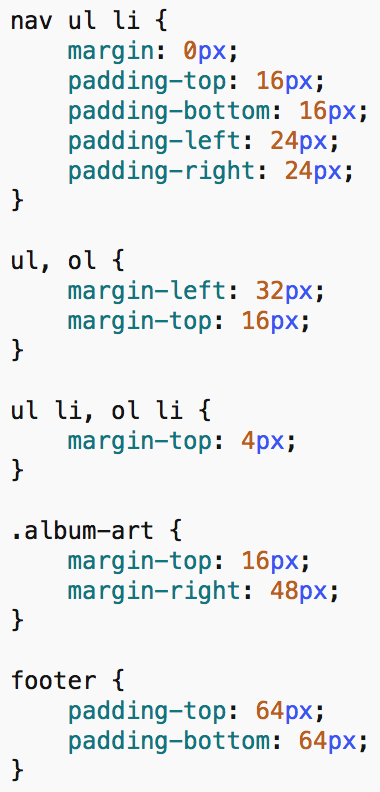 nav ul li {
    margin: 0px;
    padding-top: 16px;
    padding-bottom: 16px;
    padding-left: 24px;
    padding-right: 24px;
}

ul, ol {
    margin-left: 32px;
    margin-top: 16px;
}

ul li, ol li {
    margin-top: 4px;
}

.album-art {
    margin-top: 16px;
    margin-right: 48px;
}

footer {
    padding-top: 64px;
    padding-bottom: 64px;
}